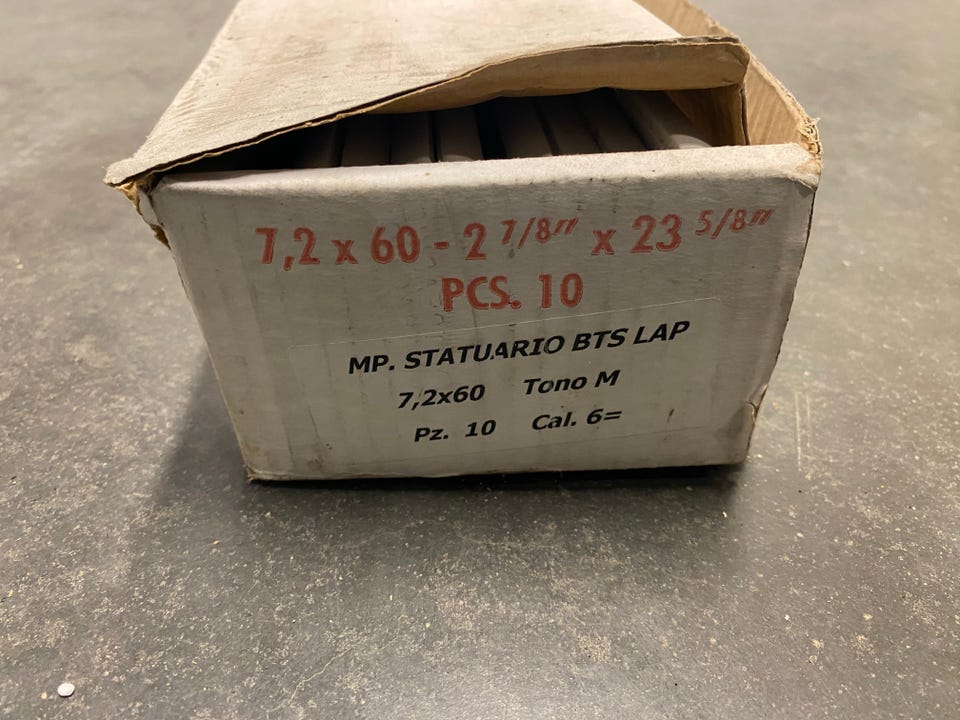 7,2 x 60 - 2 7/8" x 23 5/8"
PCS. 10
MP. STATUARIO BTS LAP
7,2x60 Tono M
Pz. 10 Cal. 6=